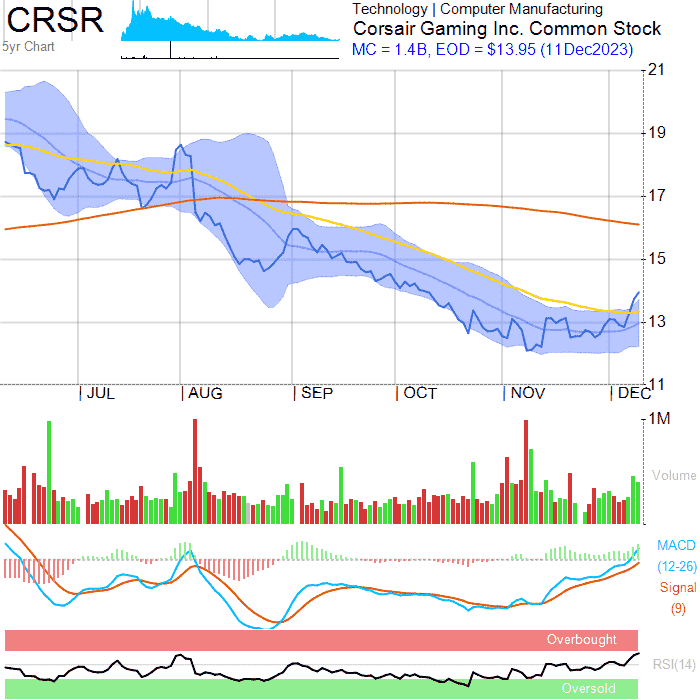 CRSR
5yr Chart
Technology | Computer Manufacturing
Corsair Gaming Inc. Common Stock
MC = 1.4B, EOD = $13.95 (11Dec2023)
21
19
17
15
13
11
JUL AUG SEP OCT NOV DEC
1M
Volume
MACD
(12-26)
Signal
(9)
Overbought
RSI(14)
Oversold